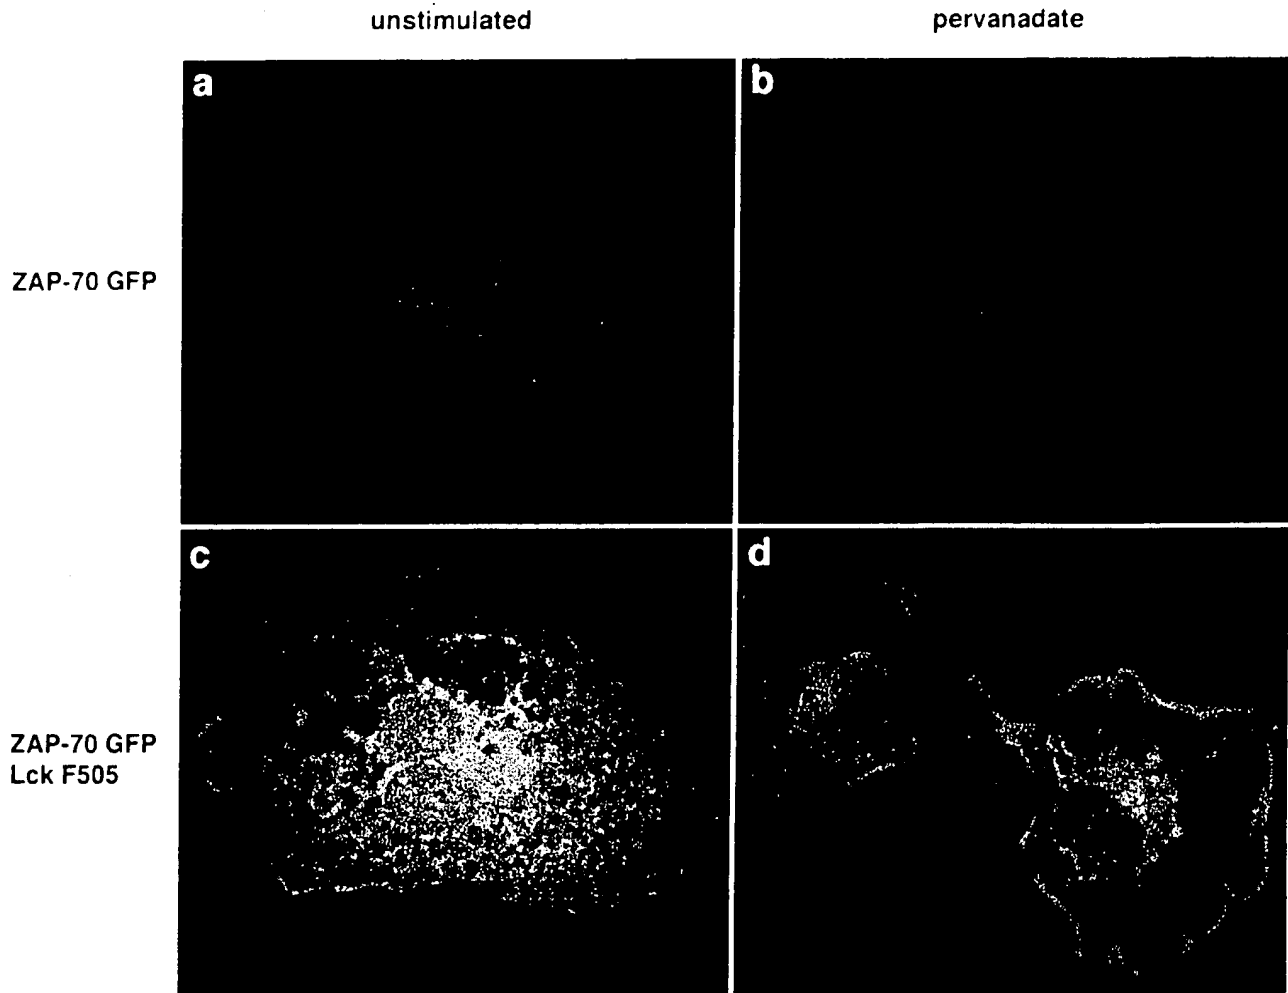 unstimulated
pervanadate
a
b
ZAP-70 GFP
c
d
ZAP-70 GFP
Lck F505